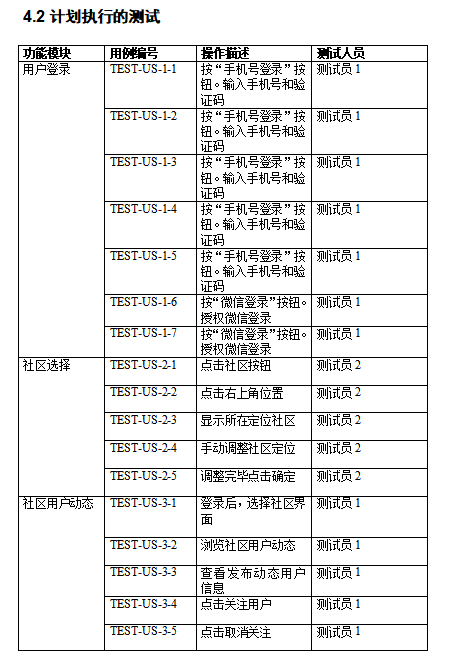 4.2 计划执行的测试
功能模块 用例编号 操作描述 测试人员
用户登录 TEST-US-1-1 按“手机号登录”按 测试员 1
钮。输入手机号和验
证码
TEST-US-1-2 按“手机号登录”按 测试员 1
钮。输入手机号和验
证码
TEST-US-1-3 按“手机号登录”按 测试员 1
钮。输入手机号和验
证码
TEST-US-1-4 按“手机号登录”按 测试员 1
钮。输入手机号和验
证码
TEST-US-1-5 按“手机号登录”按 测试员 1
钮。输入手机号和验
证码
TEST-US-1-6 按“微信登录”按钮。 测试员 1
授权微信登录
TEST-US-1-7 按“微信登录”按钮。 测试员 1
授权微信登录
社区选择 TEST-US-2-1 点击社区按钮 测试员 2
TEST-US-2-2 点击右上角位置 测试员 2
TEST-US-2-3 显示所在定位社区 测试员 2
TEST-US-2-4 手动调整社区定位 测试员 2
TEST-US-2-5 调整完毕点击确定 测试员 2
社区用户动态 TEST-US-3-1 登录后，选择社区界 测试员 1
面
TEST-US-3-2 浏览社区用户动态 测试员 1
TEST-US-3-3 查看发布动态用户 测试员 1
信息
TEST-US-3-4 点击关注用户 测试员 1
TEST-US-3-5 点击取消关注 测试员 1